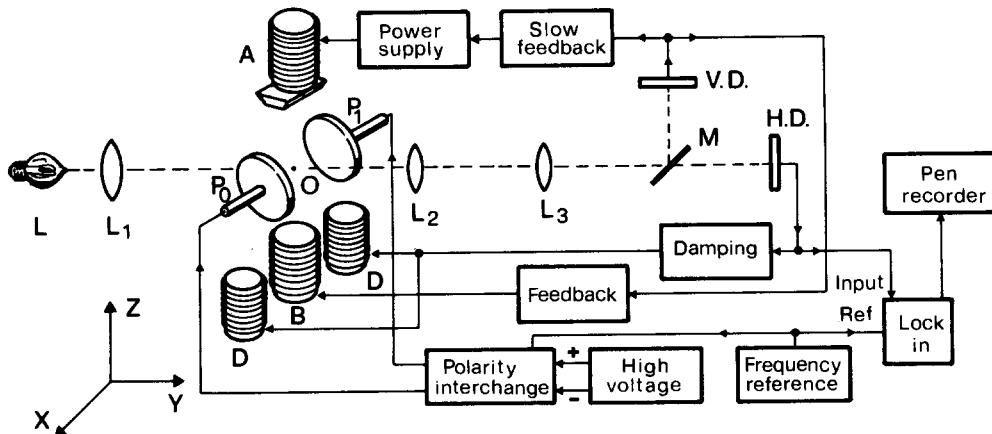 A
Power
supply
Slow
feedback
V.D.
H.D.
M
P1
P0
O
L
L1
L2
L3
Pen
recorder
Damping
D
B
D
Feedback
Input
Ref
Lock
in
Polarity
interchange
+
-
High
voltage
Frequency
reference
Z
Y
X